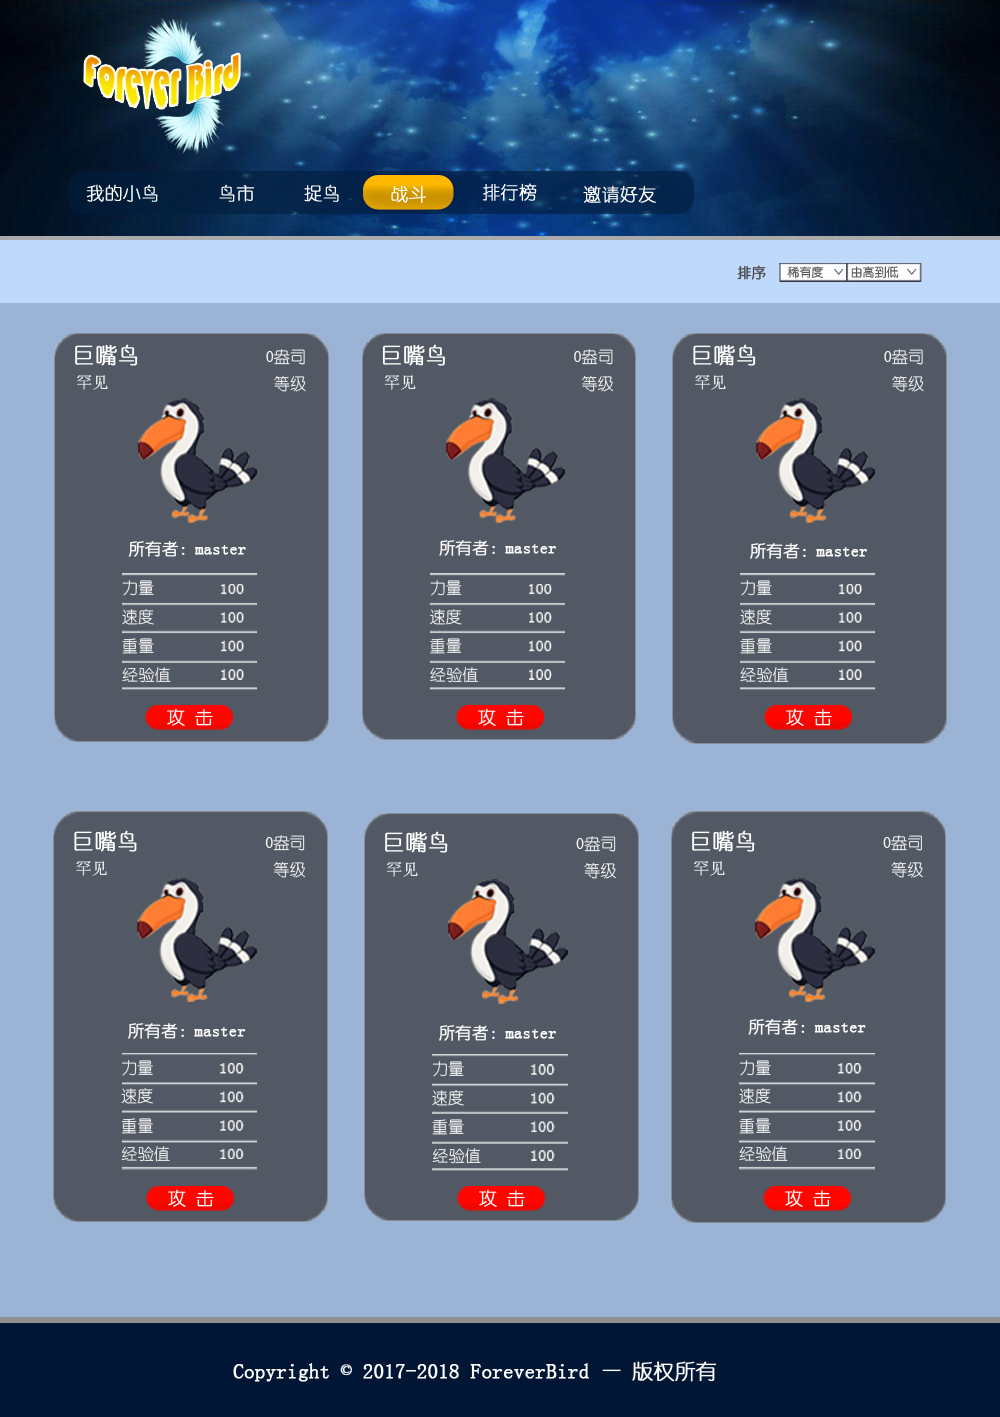 Forever Bird
我的小鸟 鸟市 捉鸟 战斗 排行榜 邀请好友
排序 稀有度 由高到低
巨嘴鸟 0盎司
罕见 等级
所有者: master
力量 100
速度 100
重量 100
经验值 100
攻 击
巨嘴鸟 0盎司
罕见 等级
所有者: master
力量 100
速度 100
重量 100
经验值 100
攻 击
巨嘴鸟 0盎司
罕见 等级
所有者: master
力量 100
速度 100
重量 100
经验值 100
攻 击
巨嘴鸟 0盎司
罕见 等级
所有者: master
力量 100
速度 100
重量 100
经验值 100
攻 击
巨嘴鸟 0盎司
罕见 等级
所有者: master
力量 100
速度 100
重量 100
经验值 100
攻 击
巨嘴鸟 0盎司
罕见 等级
所有者: master
力量 100
速度 100
重量 100
经验值 100
攻 击
Copyright © 2017-2018 ForeverBird — 版权所有